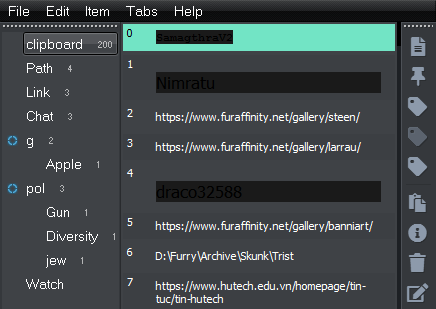 File Edit Item Tabs Help
clipboard 200
Path 4
Link 3
Chat 3
g 2
Apple 1
pol 3
Gun 1
Diversity 1
jew 1
Watch
0 SamagthraV2
1 Nimratu
2 https://www.furaffinity.net/gallery/steen/
3 https://www.furaffinity.net/gallery/larrau/
4 draco32588
5 https://www.furaffinity.net/gallery/banniart/
6 D:\Furry\Archive\Skunk\Trist
7 https://www.hutech.edu.vn/homepage/tin-
tuc/tin-hutech